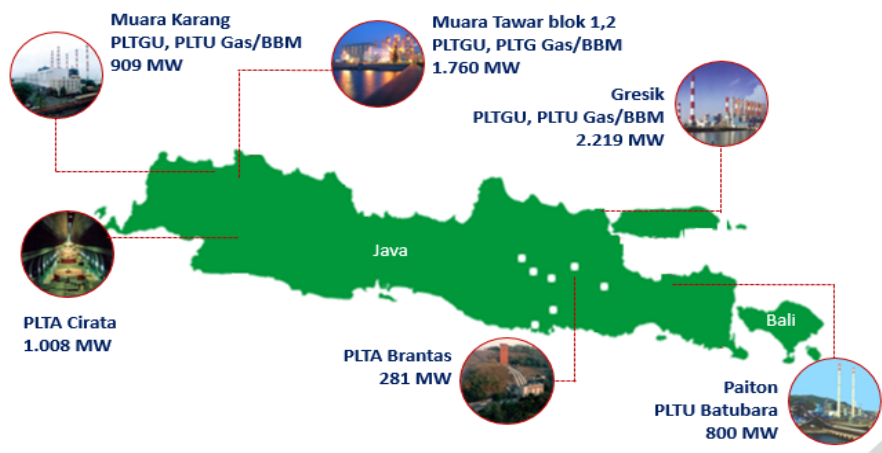 Muara Karang
PLTGU, PLTU Gas/BBM
909 MW
Muara Tawar blok 1,2
PLTGU, PLTG Gas/BBM
1.760 MW
Gresik
PLTGU, PLTU Gas/BBM
2.219 MW
Java
PLTA Cirata
1.008 MW
Bali
PLTA Brantas
281 MW
Paiton
PLTU Batubara
800 MW